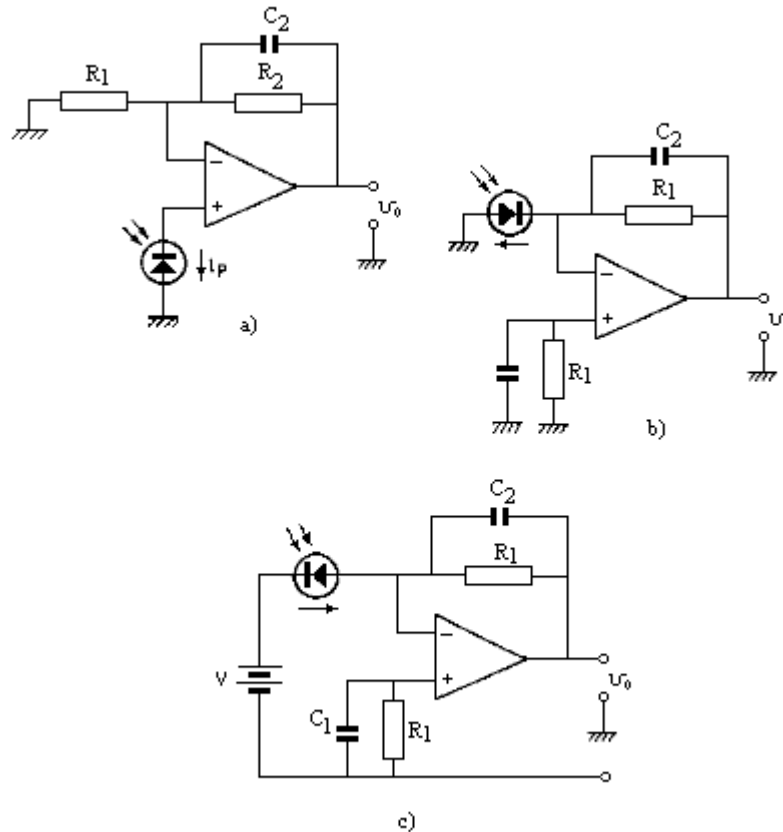 C2
R1
R2
−
+
υ0
ip
a)
C2
R1
−
+
υ
R1
b)
C2
R1
−
+
V
υ0
C1
R1
c)